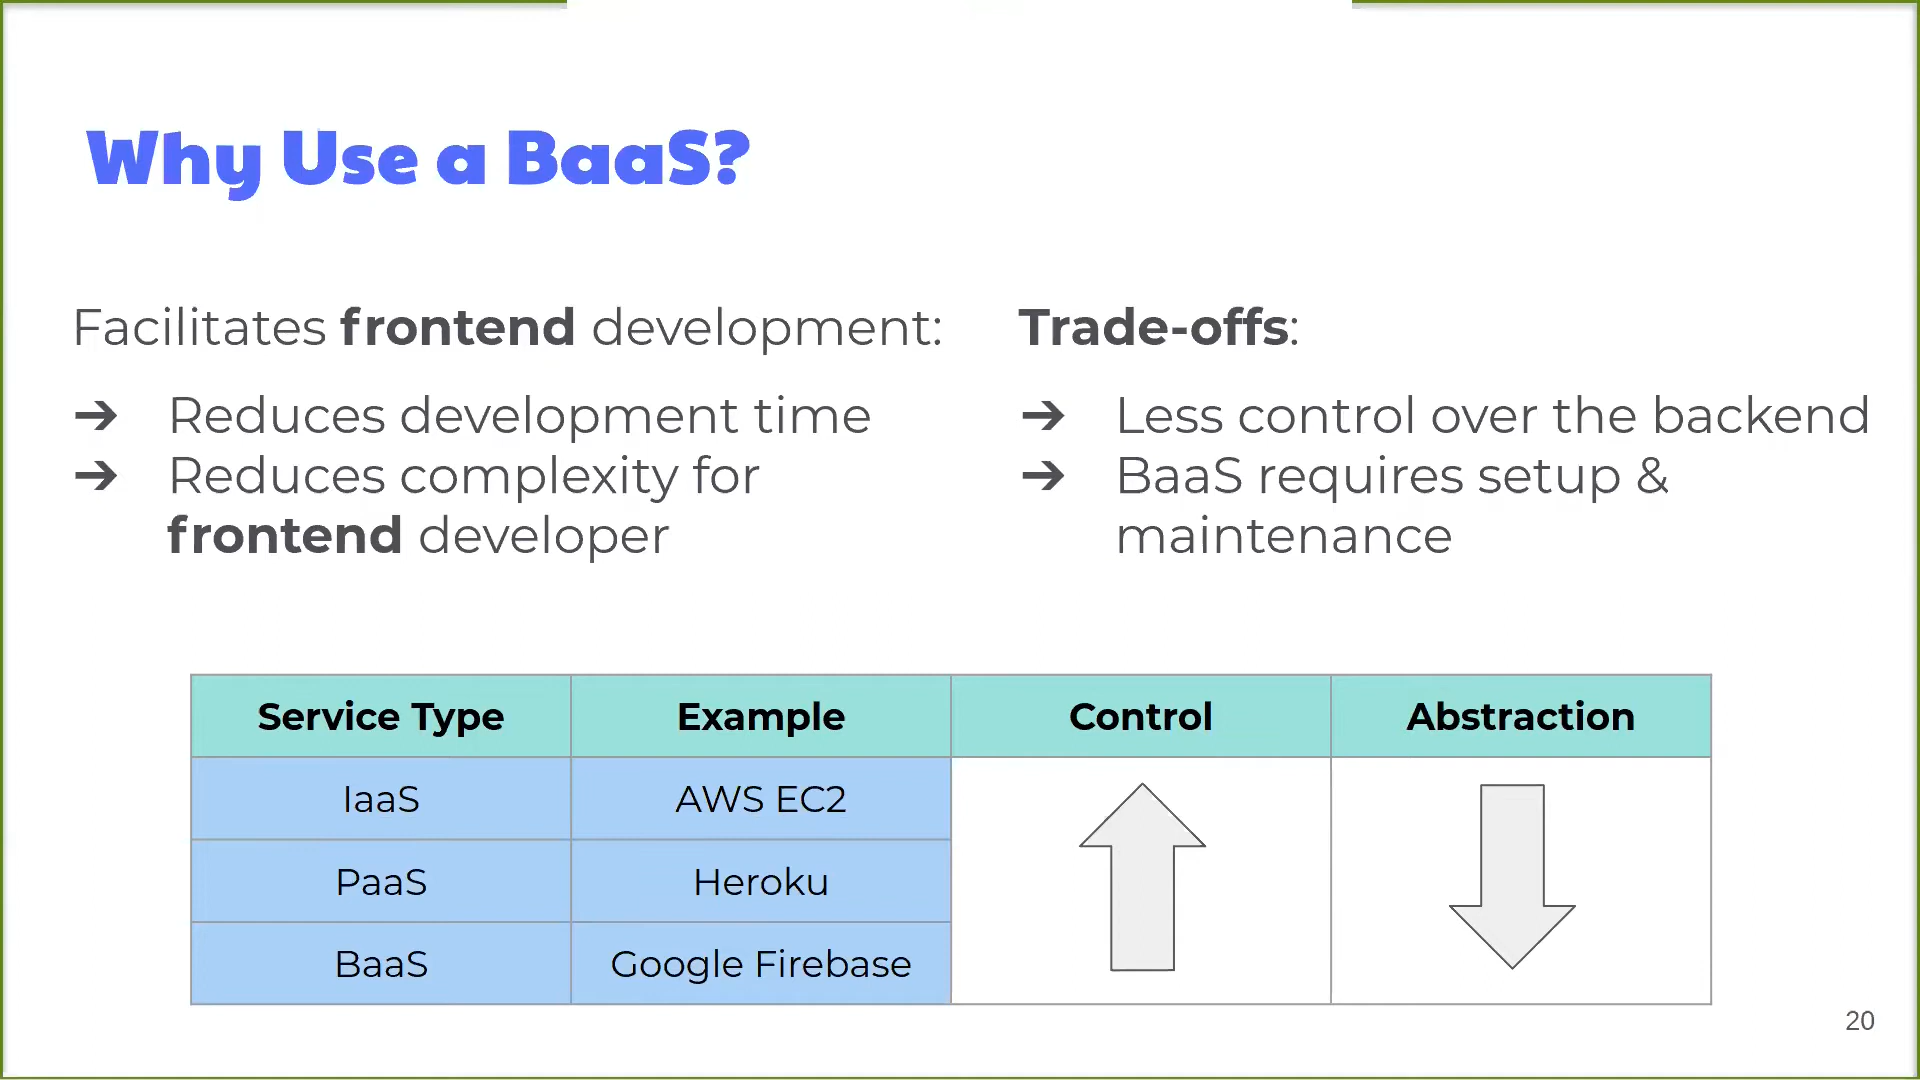 Why Use a BaaS?
Facilitates frontend development:
➔ Reduces development time
➔ Reduces complexity for
frontend developer
Trade-offs:
➔ Less control over the backend
➔ BaaS requires setup &
maintenance
Service Type Example Control Abstraction
IaaS AWS EC2
PaaS Heroku
BaaS Google Firebase
20